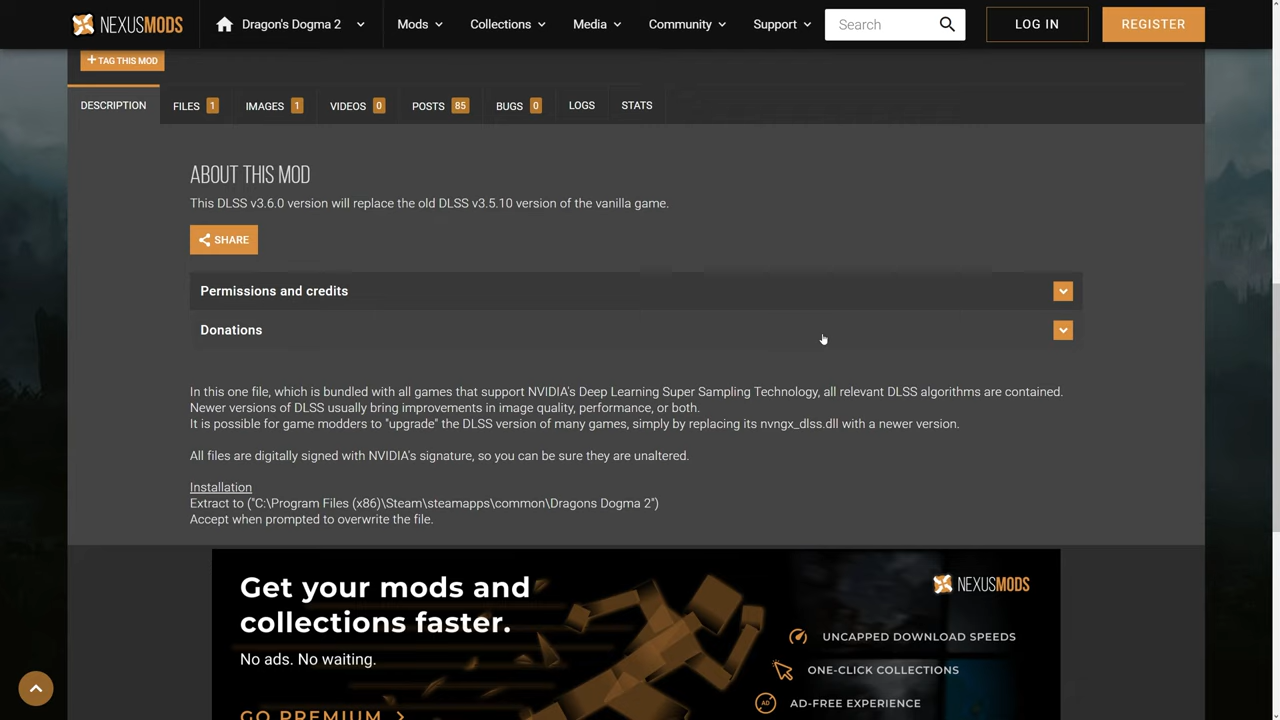 NEXUSMODS
Dragon's Dogma 2
Mods
Collections
Media
Community
Support
Search
LOG IN
REGISTER
+ TAG THIS MOD
DESCRIPTION
FILES 1
IMAGES 1
VIDEOS 0
POSTS 85
BUGS 0
LOGS
STATS
ABOUT THIS MOD
This DLSS v3.6.0 version will replace the old DLSS v3.5.10 version of the vanilla game.
SHARE
Permissions and credits
Donations
In this one file, which is bundled with all games that support NVIDIA's Deep Learning Super Sampling Technology, all relevant DLSS algorithms are contained.
Newer versions of DLSS usually bring improvements in image quality, performance, or both.
It is possible for game modders to "upgrade" the DLSS version of many games, simply by replacing its nvngx_dlss.dll with a newer version.
All files are digitally signed with NVIDIA's signature, so you can be sure they are unaltered.
Installation
Extract to ("C:\Program Files (x86)\Steam\steamapps\common\Dragons Dogma 2")
Accept when prompted to overwrite the file.
Get your mods and
collections faster.
No ads. No waiting.
GO PREMIUM
NEXUSMODS
UNCAPPED DOWNLOAD SPEEDS
ONE-CLICK COLLECTIONS
AD
AD-FREE EXPERIENCE